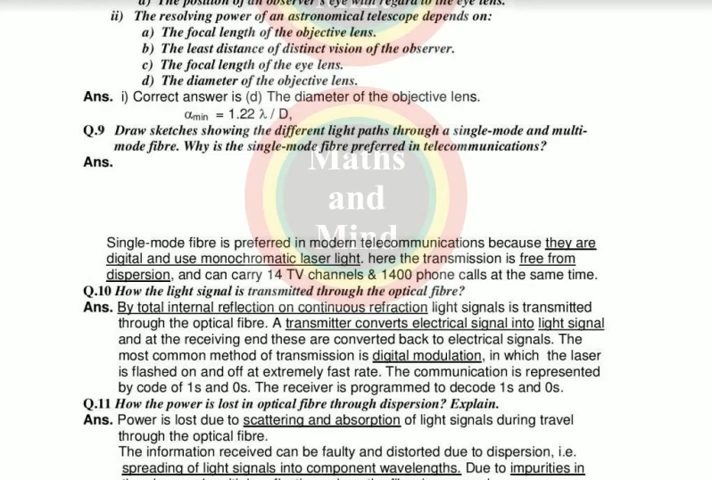 a) The position of an observer's eye with regard to the eye lens.
ii) The resolving power of an astronomical telescope depends on:
a) The focal length of the objective lens.
b) The least distance of distinct vision of the observer.
c) The focal length of the eye lens.
d) The diameter of the objective lens.
Ans. i) Correct answer is (d) The diameter of the objective lens.
αmin = 1.22 λ / D,
Q.9 Draw sketches showing the different light paths through a single-mode and multi-
mode fibre. Why is the single-mode fibre preferred in telecommunications?
Ans.
Maths
and
Mind
Single-mode fibre is preferred in modern telecommunications because they are
digital and use monochromatic laser light. here the transmission is free from
dispersion, and can carry 14 TV channels & 1400 phone calls at the same time.
Q.10 How the light signal is transmitted through the optical fibre?
Ans. By total internal reflection on continuous refraction light signals is transmitted
through the optical fibre. A transmitter converts electrical signal into light signal
and at the receiving end these are converted back to electrical signals. The
most common method of transmission is digital modulation, in which the laser
is flashed on and off at extremely fast rate. The communication is represented
by code of 1s and 0s. The receiver is programmed to decode 1s and 0s.
Q.11 How the power is lost in optical fibre through dispersion? Explain.
Ans. Power is lost due to scattering and absorption of light signals during travel
through the optical fibre.
The information received can be faulty and distorted due to dispersion, i.e.
spreading of light signals into component wavelengths. Due to impurities in